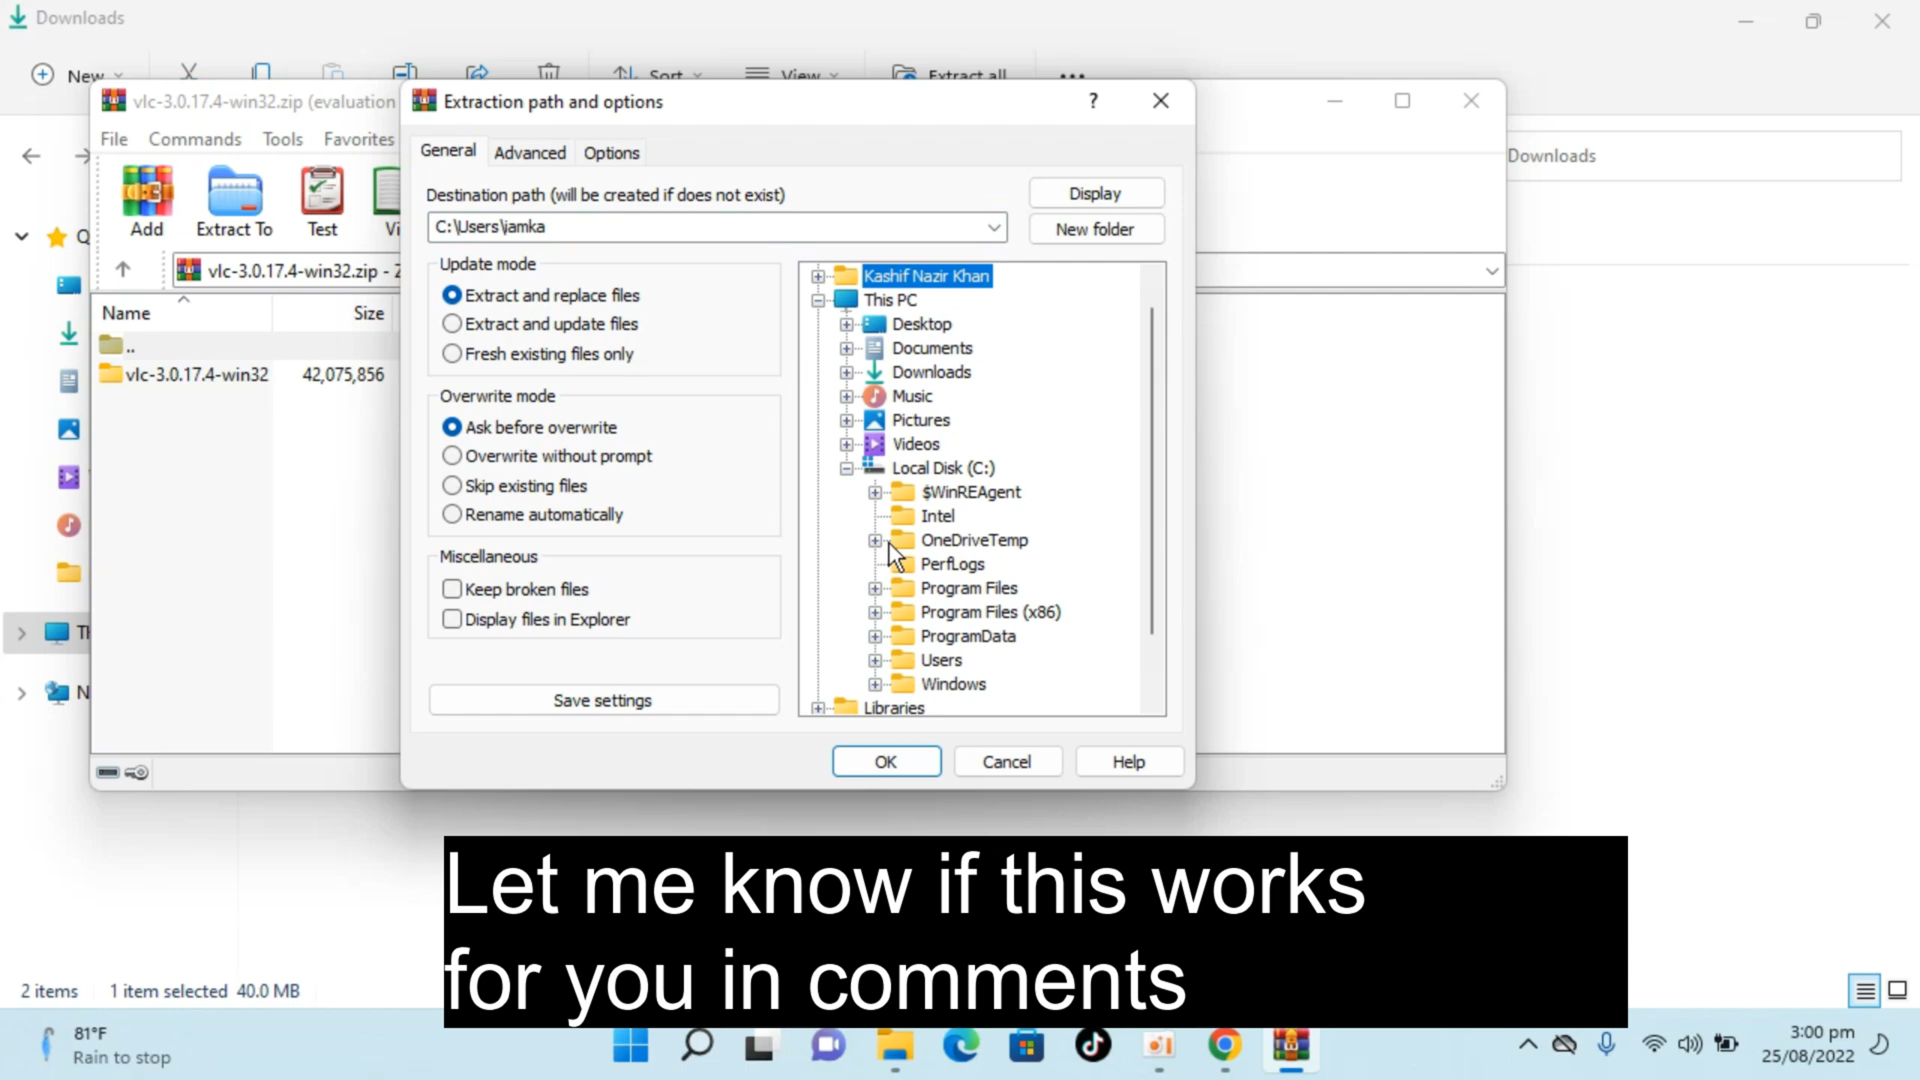 Downloads
New
Sort
View
Extract all
vlc-3.0.17.4-win32.zip (evaluation
Extraction path and options
?
File Commands Tools Favorites
General Advanced Options
Downloads
Destination path (will be created if does not exist)
Display
C:\Users\iamka
New folder
Add
Extract To
Test
Vi
vlc-3.0.17.4-win32.zip - Z
Name
Size
..
vlc-3.0.17.4-win32 42,075,856
Update mode
Extract and replace files
Extract and update files
Fresh existing files only
Overwrite mode
Ask before overwrite
Overwrite without prompt
Skip existing files
Rename automatically
Miscellaneous
Keep broken files
Display files in Explorer
Save settings
Kashif Nazir Khan
This PC
Desktop
Documents
Downloads
Music
Pictures
Videos
Local Disk (C:)
$WinREAgent
Intel
OneDriveTemp
PerfLogs
Program Files
Program Files (x86)
ProgramData
Users
Windows
Libraries
OK
Cancel
Help
Let me know if this works
for you in comments
2 items 1 item selected 40.0 MB
81°F
Rain to stop
3:00 pm
25/08/2022